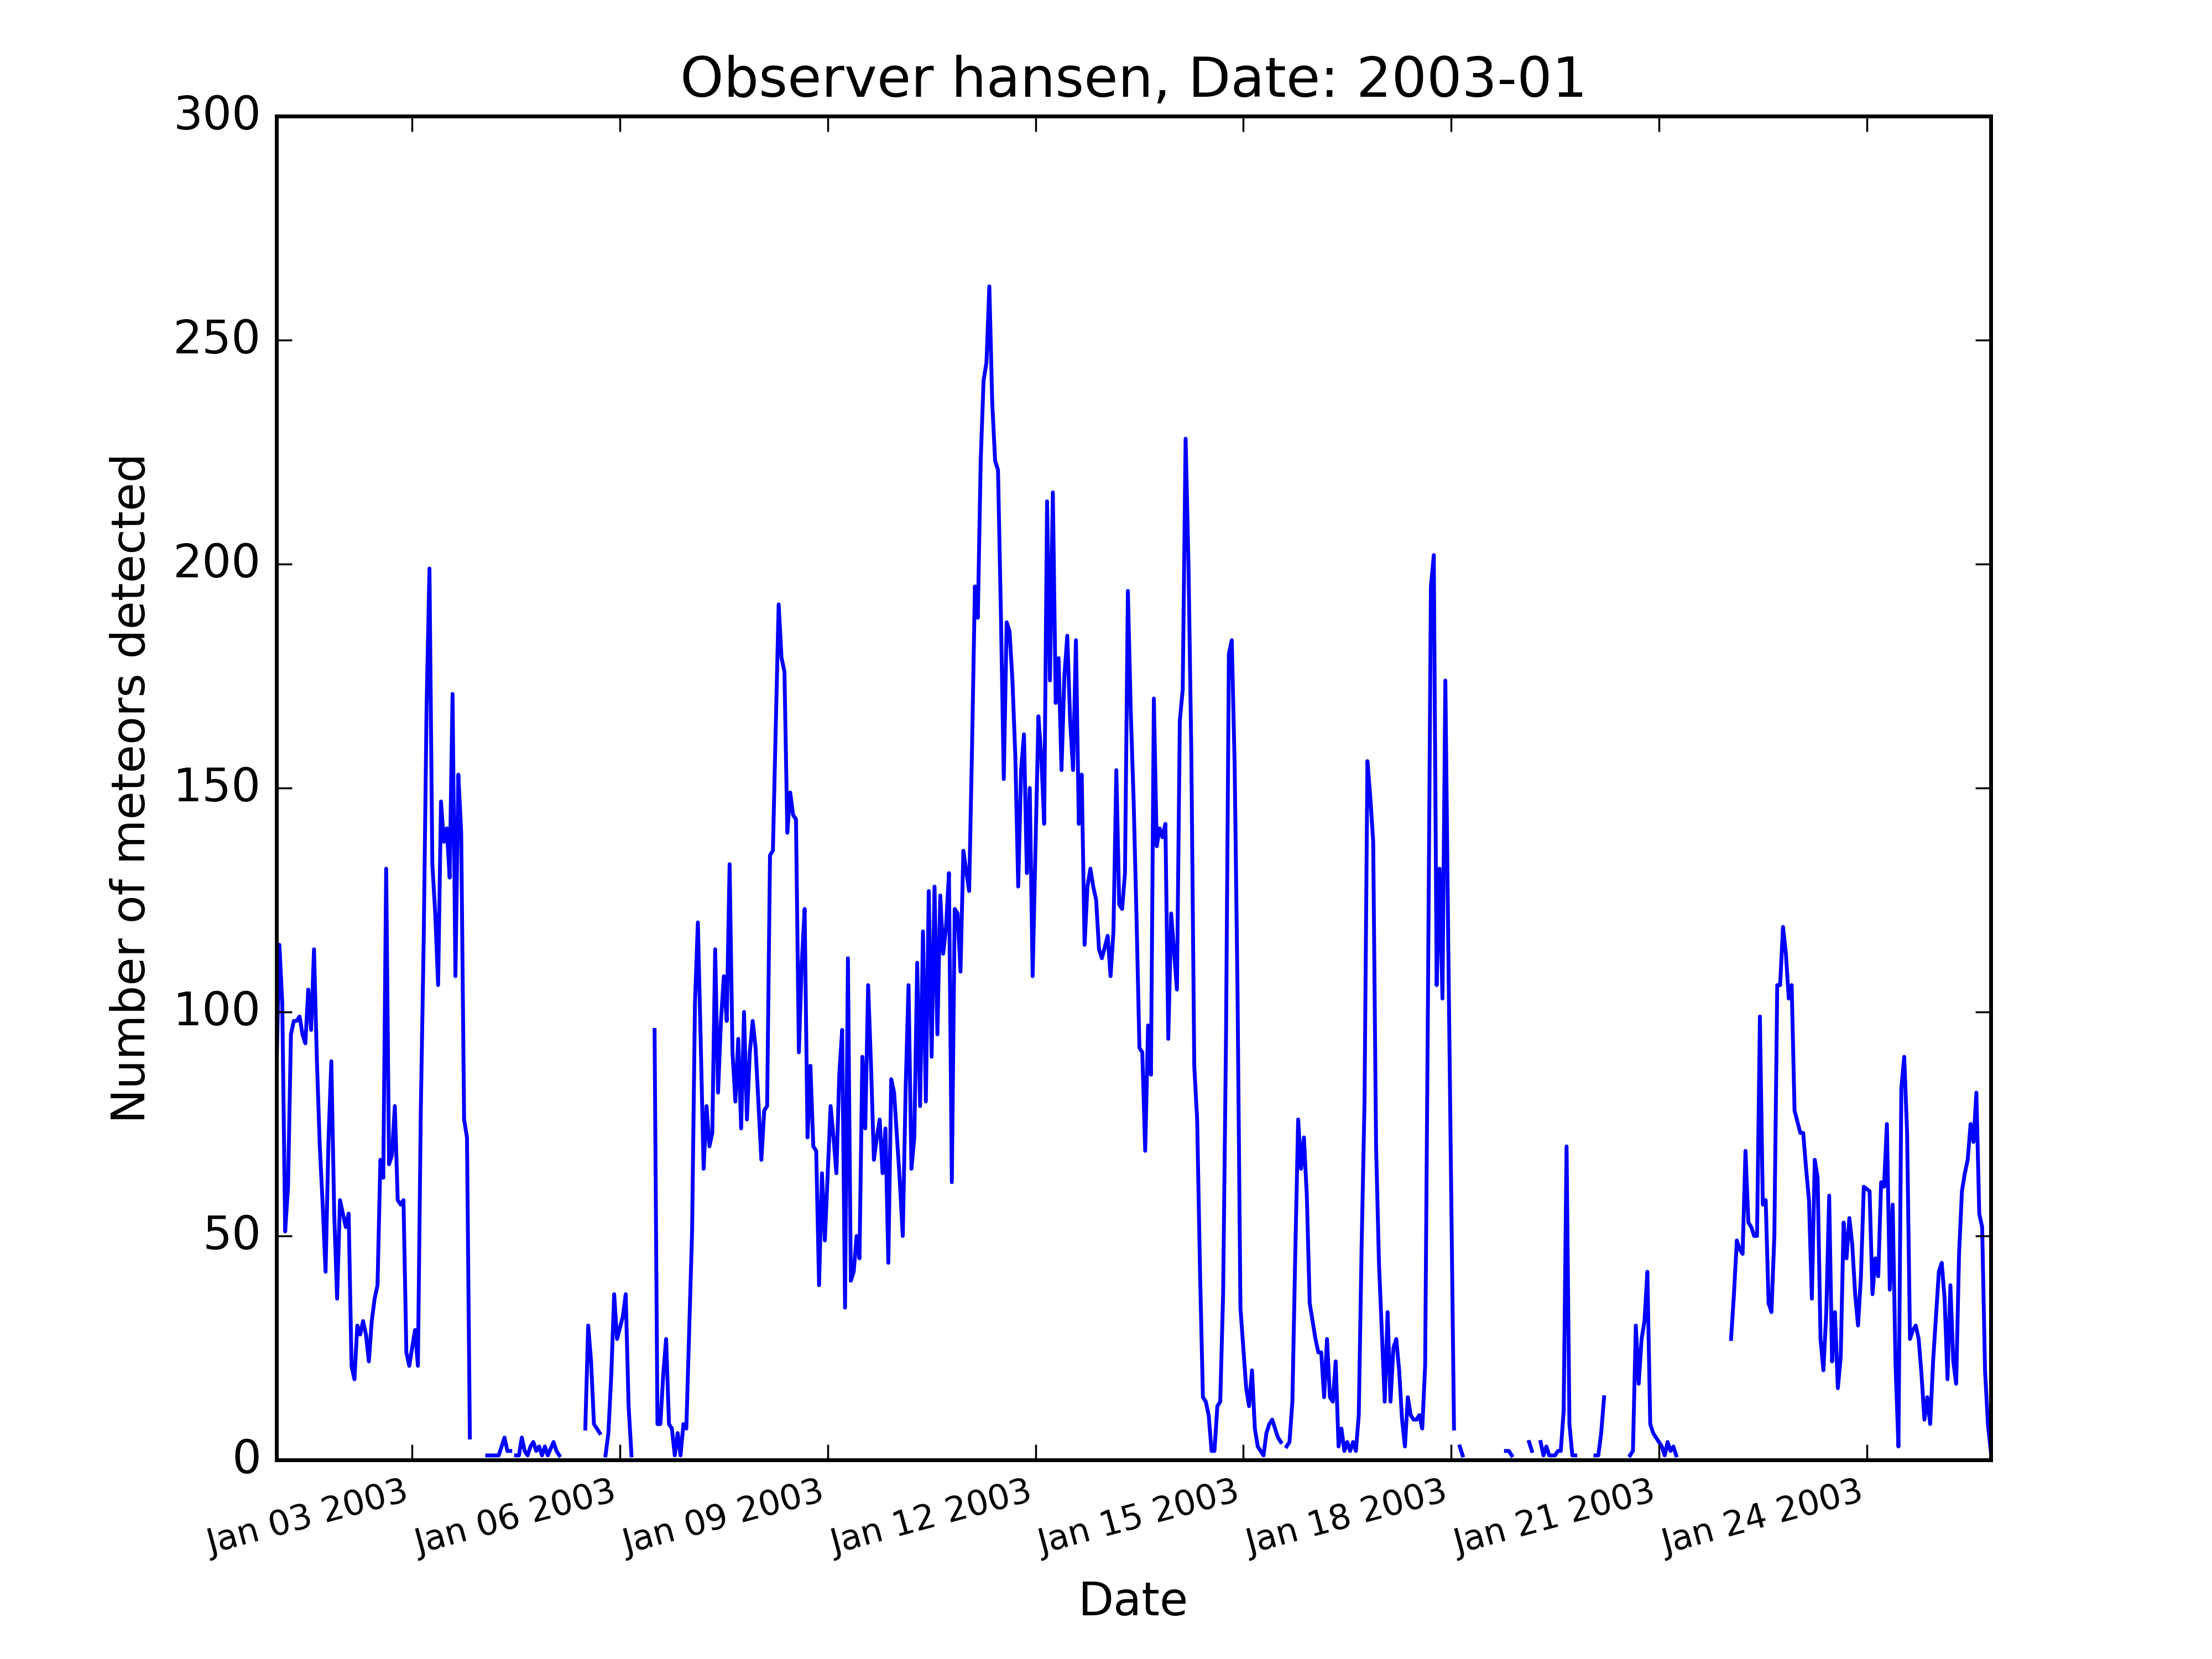 Observer hansen, Date: 2003-01
300
250
200
150
100
50
0
Number of meteors detected
Jan 03 2003
Jan 06 2003
Jan 09 2003
Jan 12 2003
Jan 15 2003
Jan 18 2003
Jan 21 2003
Jan 24 2003
Date